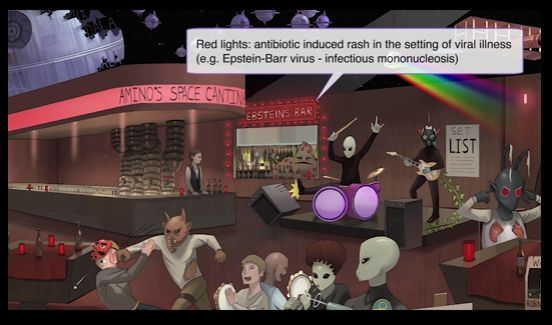 Red lights: antibiotic induced rash in the setting of viral illness
(e.g. Epstein-Barr virus - infectious mononucleosis)
AMINO'S SPACE CANTINA
EBSTEIN'S BAR
SET
LIST